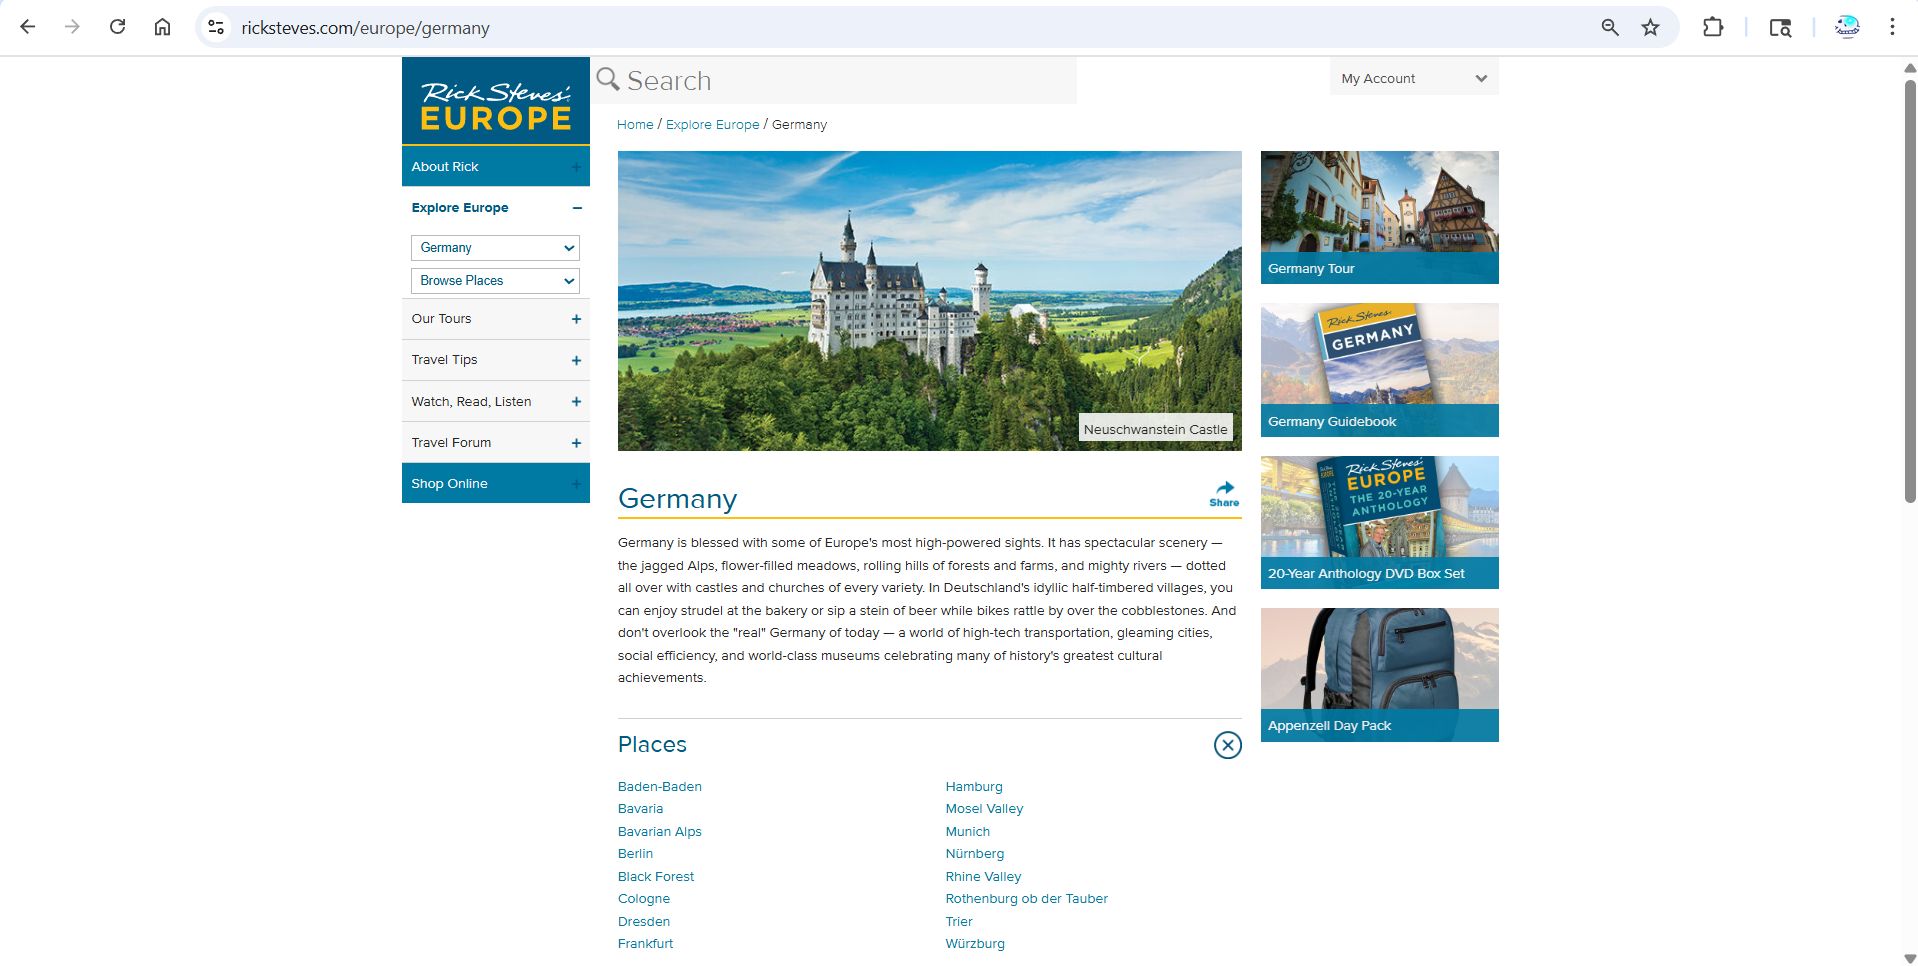 ricksteves.com/europe/germany
Rick Steves'
EUROPE
Search
My Account
Home / Explore Europe / Germany
About Rick
Explore Europe
Germany
Browse Places
Our Tours
Travel Tips
Watch, Read, Listen
Travel Forum
Shop Online
Neuschwanstein Castle
Germany
Share
Germany is blessed with some of Europe's most high-powered sights. It has spectacular scenery —
the jagged Alps, flower-filled meadows, rolling hills of forests and farms, and mighty rivers — dotted
all over with castles and churches of every variety. In Deutschland's idyllic half-timbered villages, you
can enjoy strudel at the bakery or sip a stein of beer while bikes rattle by over the cobblestones. And
don't overlook the "real" Germany of today — a world of high-tech transportation, gleaming cities,
social efficiency, and world-class museums celebrating many of history's greatest cultural
achievements.
Places
Baden-Baden
Bavaria
Bavarian Alps
Berlin
Black Forest
Cologne
Dresden
Frankfurt
Hamburg
Mosel Valley
Munich
Nürnberg
Rhine Valley
Rothenburg ob der Tauber
Trier
Würzburg
Germany Tour
Rick Steves
GERMANY
Germany Guidebook
Rick Steves'
EUROPE
THE 20-YEAR
ANTHOLOGY
20-Year Anthology DVD Box Set
Appenzell Day Pack